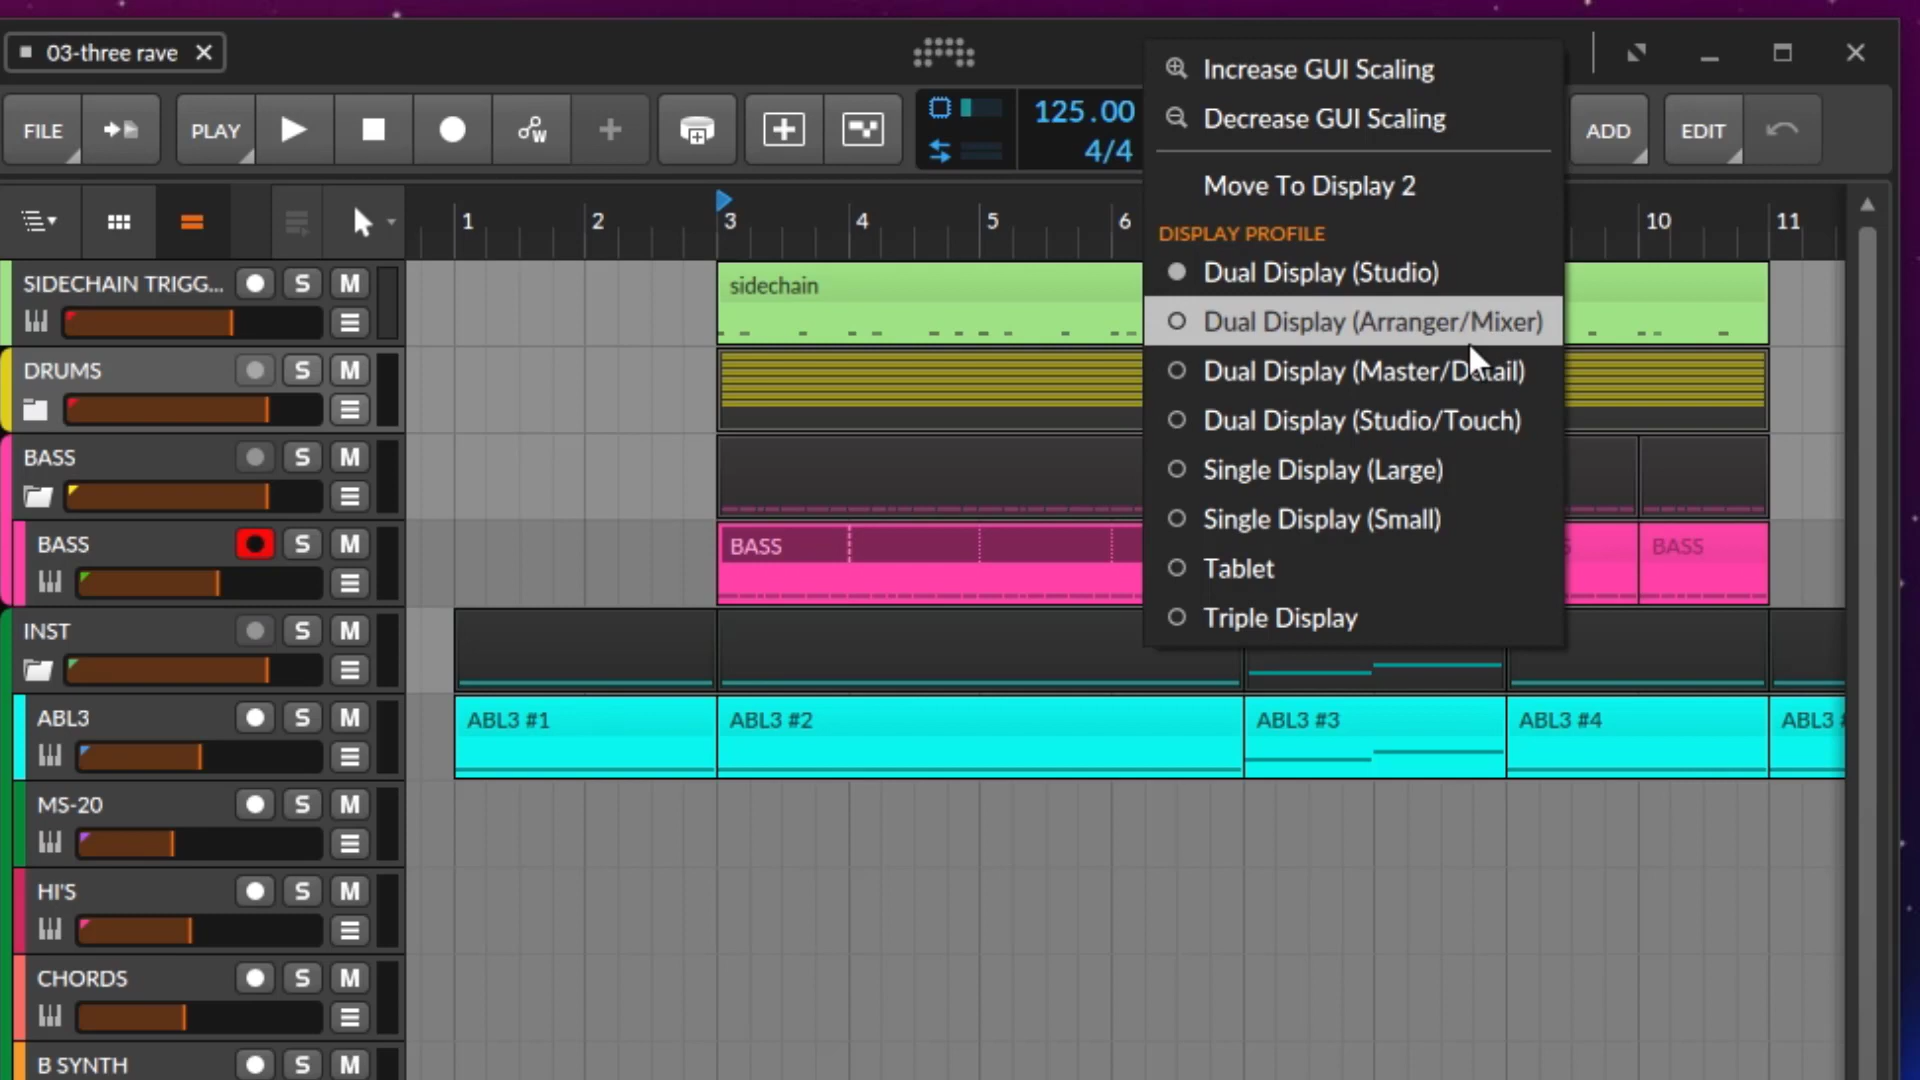 03-three rave
FILE
PLAY
125.00
4/4
ADD
EDIT
Increase GUI Scaling
Decrease GUI Scaling
Move To Display 2
DISPLAY PROFILE
Dual Display (Studio)
Dual Display (Arranger/Mixer)
Dual Display (Master/Detail)
Dual Display (Studio/Touch)
Single Display (Large)
Single Display (Small)
Tablet
Triple Display
1 2 3 4 5 6 10 11
SIDECHAIN TRIGG... S M
sidechain
DRUMS S M
BASS S M
BASS S M
BASS BASS
INST S M
ABL3 S M
ABL3 #1 ABL3 #2 ABL3 #3 ABL3 #4 ABL3
MS-20 S M
HI'S S M
CHORDS S M
B SYNTH S M